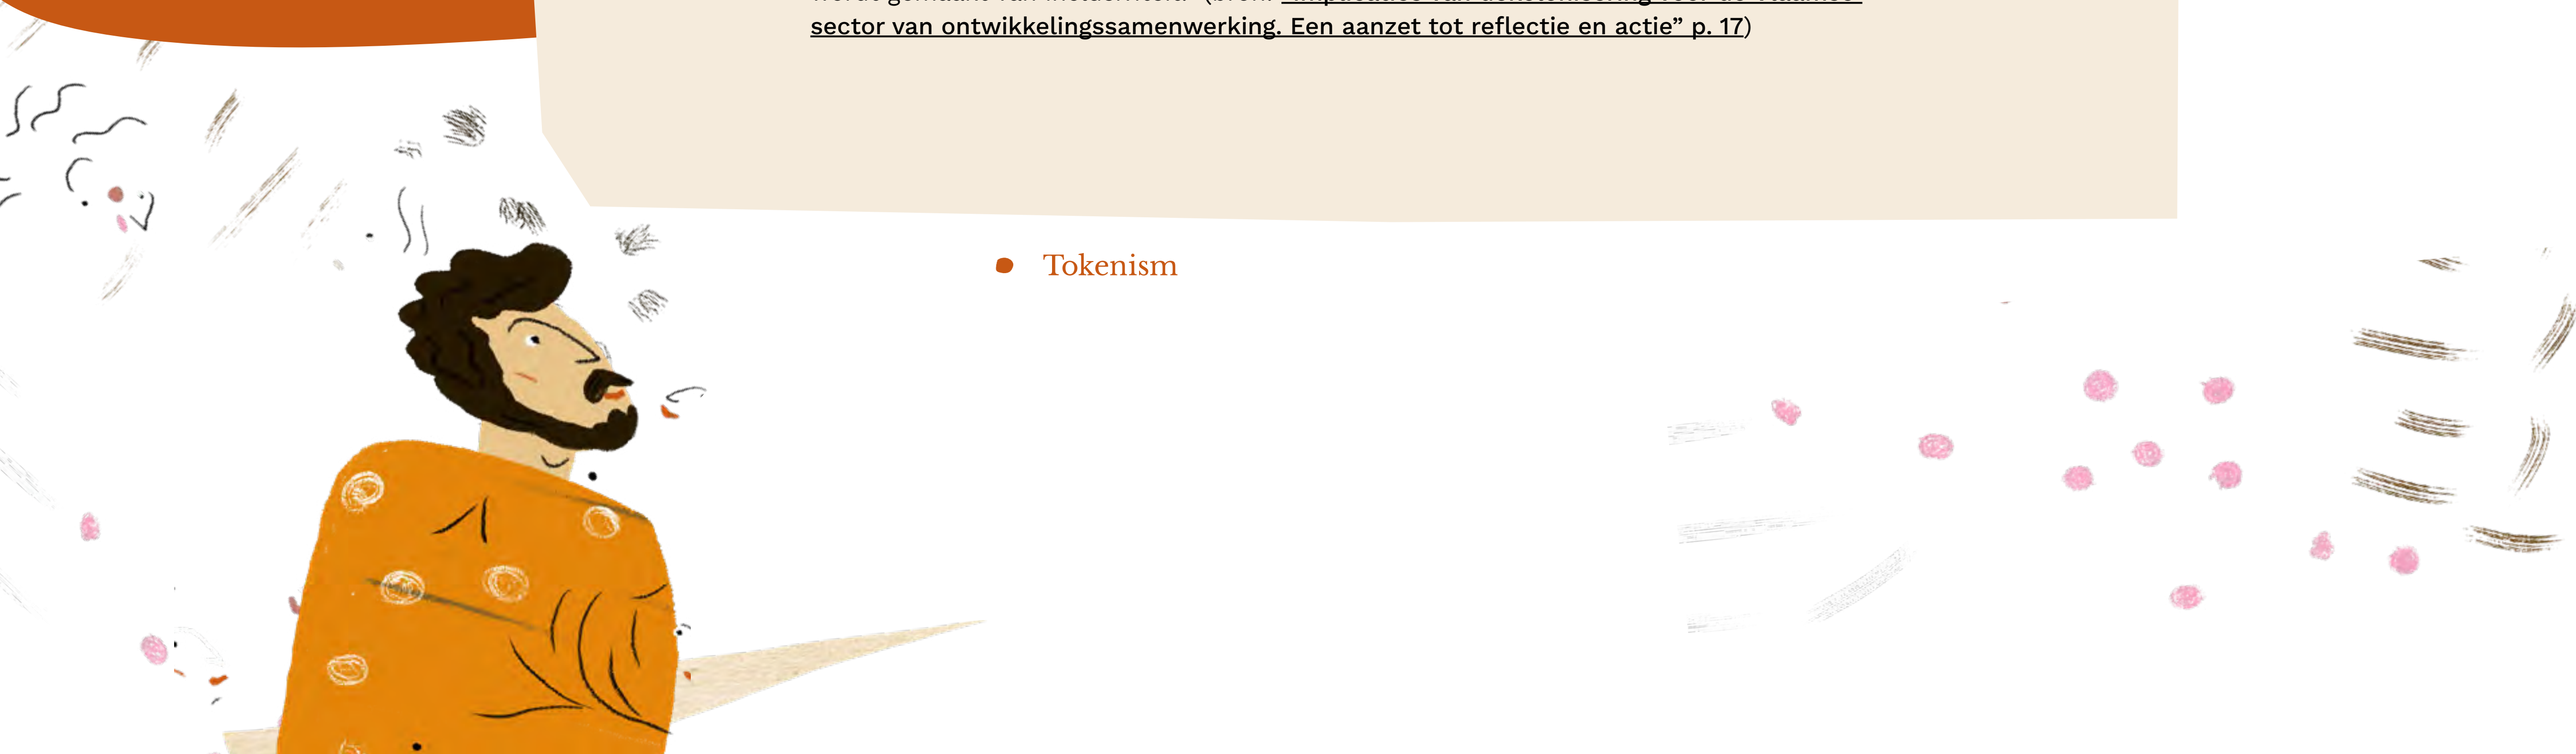 sector van ontwikkelingssamenwerking. Een aanzet tot reflectie en actie” p. 17)
Tokenism